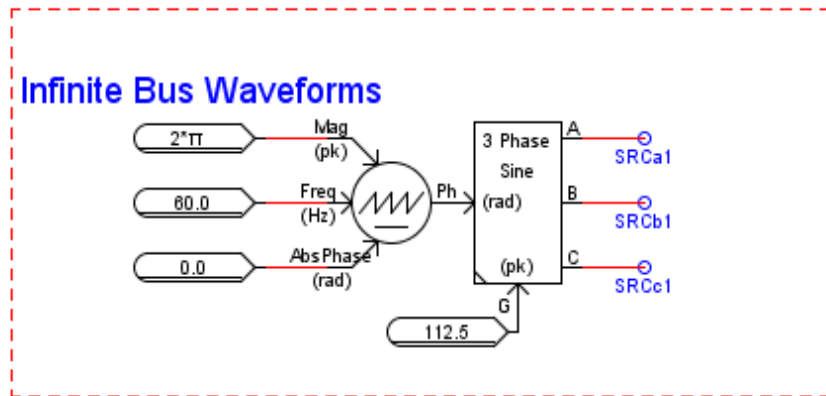 Infinite Bus Waveforms
2*π
Mag
(pk)
60.0
Freq
(Hz)
0.0
AbsPhase
(rad)
Ph
3 Phase
Sine
(rad)
(pk)
G
112.5
A
SRCa1
B
SRCb1
C
SRCc1